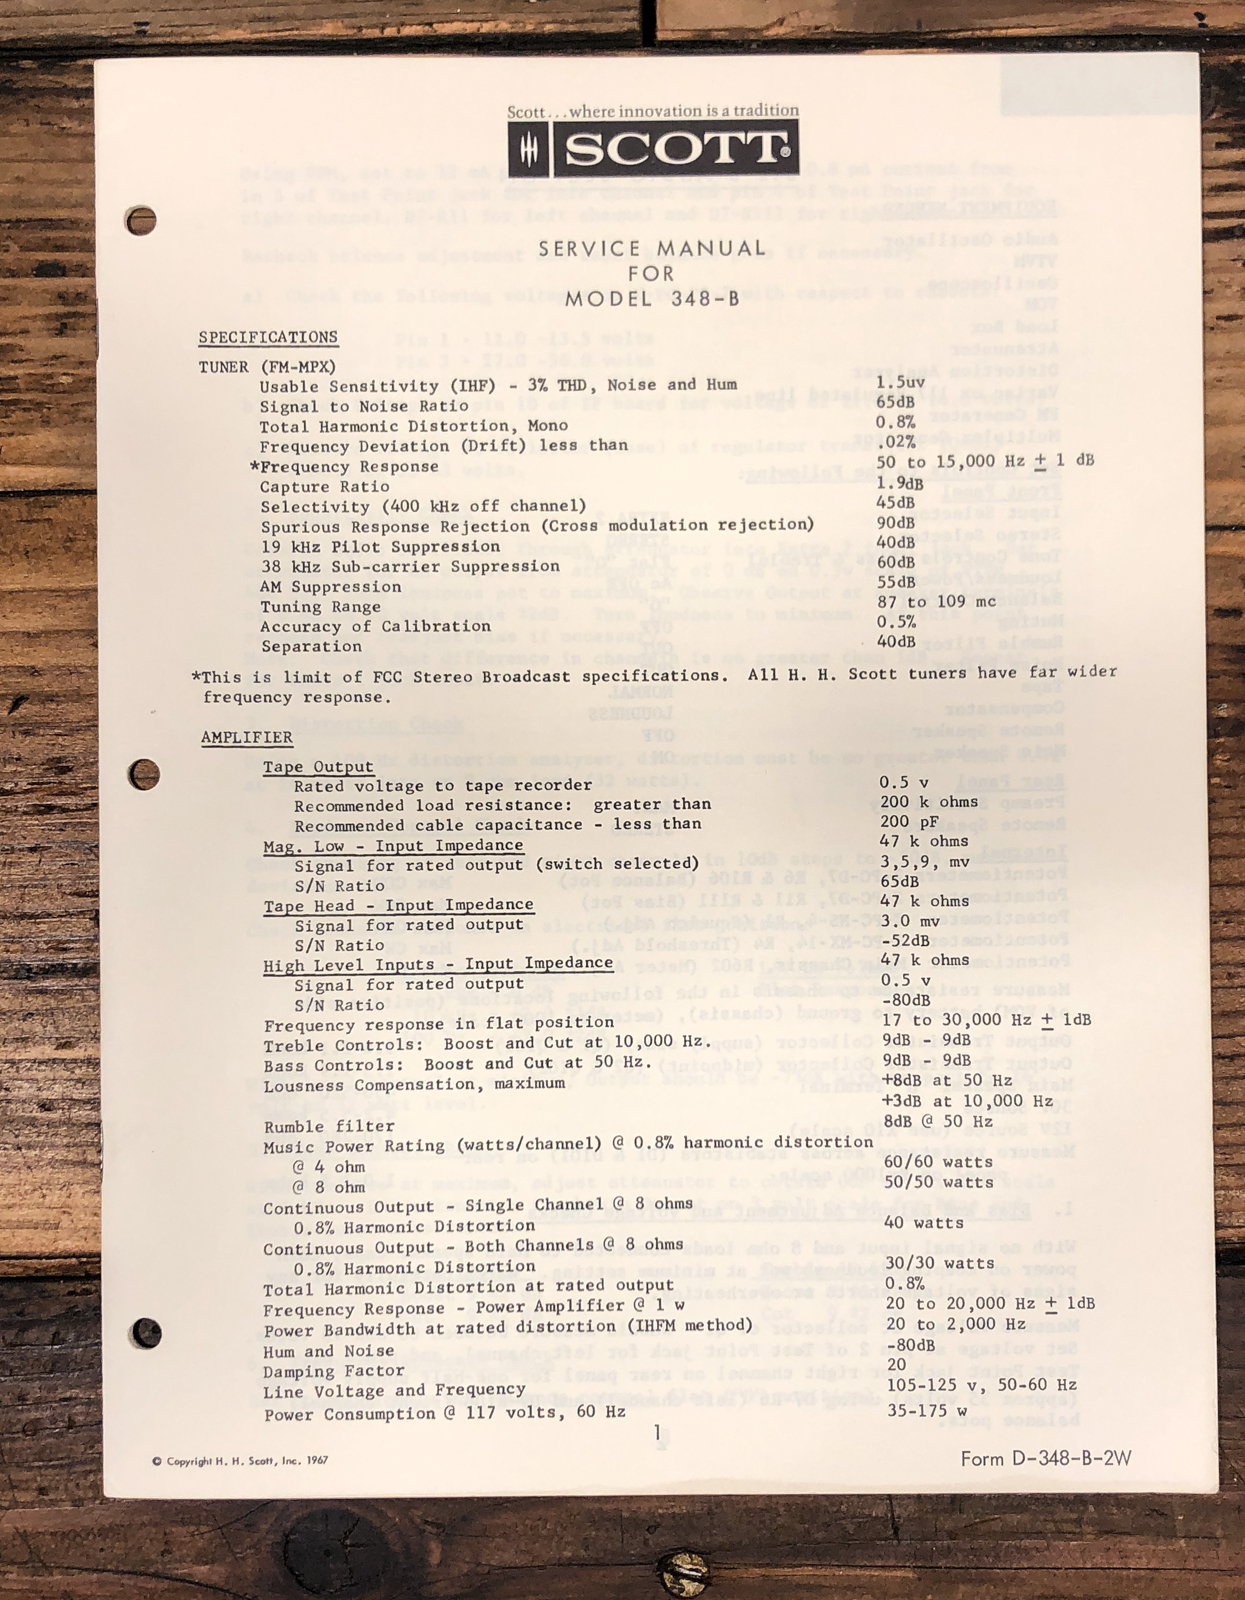 Scott...where innovation is a tradition
SCOTT®
SERVICE MANUAL
FOR
MODEL 348-B
SPECIFICATIONS
TUNER (FM-MPX)
Usable Sensitivity (IHF) - 3% THD, Noise and Hum 1.5uv
Signal to Noise Ratio 65dB
Total Harmonic Distortion, Mono 0.8%
Frequency Deviation (Drift) less than .02%
*Frequency Response 50 to 15,000 Hz ± 1 dB
Capture Ratio 1.9dB
Selectivity (400 kHz off channel) 45dB
Spurious Response Rejection (Cross modulation rejection) 90dB
19 kHz Pilot Suppression 40dB
38 kHz Sub-carrier Suppression 60dB
AM Suppression 55dB
Tuning Range 87 to 109 mc
Accuracy of Calibration 0.5%
Separation 40dB
*This is limit of FCC Stereo Broadcast specifications. All H. H. Scott tuners have far wider
frequency response.
AMPLIFIER
Tape Output
Rated voltage to tape recorder 0.5 v
Recommended load resistance: greater than 200 k ohms
Recommended cable capacitance - less than 200 pF
Mag. Low - Input Impedance 47 k ohms
Signal for rated output (switch selected) 3,5,9, mv
S/N Ratio 65dB
Tape Head - Input Impedance 47 k ohms
Signal for rated output 3.0 mv
S/N Ratio -52dB
High Level Inputs - Input Impedance 47 k ohms
Signal for rated output 0.5 v
S/N Ratio -80dB
Frequency response in flat position 17 to 30,000 Hz ± 1dB
Treble Controls: Boost and Cut at 10,000 Hz. 9dB - 9dB
Bass Controls: Boost and Cut at 50 Hz. 9dB - 9dB
Lousness Compensation, maximum +8dB at 50 Hz
+3dB at 10,000 Hz
Rumble filter 8dB @ 50 Hz
Music Power Rating (watts/channel) @ 0.8% harmonic distortion
@ 4 ohm 60/60 watts
@ 8 ohm 50/50 watts
Continuous Output - Single Channel @ 8 ohms
0.8% Harmonic Distortion 40 watts
Continuous Output - Both Channels @ 8 ohms
0.8% Harmonic Distortion 30/30 watts
Total Harmonic Distortion at rated output 0.8%
Frequency Response - Power Amplifier @ 1 w 20 to 20,000 Hz ± 1dB
Power Bandwidth at rated distortion (IHFM method) 20 to 2,000 Hz
Hum and Noise -80dB
Damping Factor 20
Line Voltage and Frequency 105-125 v, 50-60 Hz
Power Consumption @ 117 volts, 60 Hz 35-175 w
1
© Copyright H. H. Scott, Inc. 1967 Form D-348-B-2W